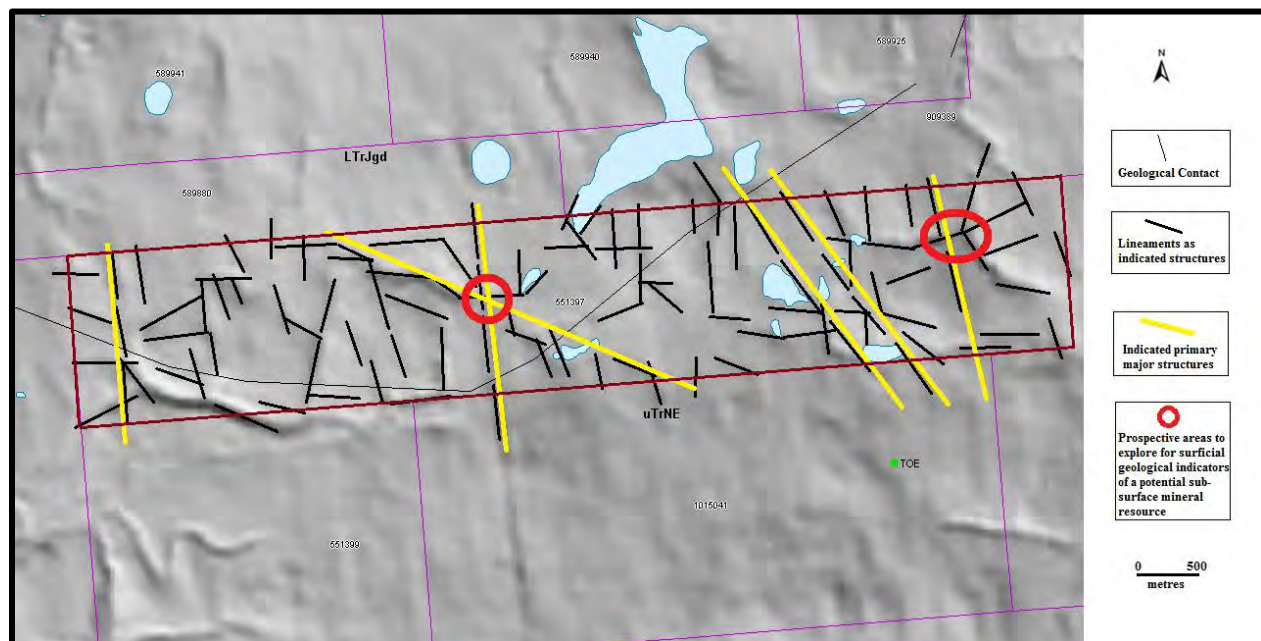 589941
589940
589925
909389
LTrJgd
589880
551397
uTrNE
TOE
1015041
551399
N
Geological Contact
Lineaments as
indicated structures
Indicated primary
major structures
Prospective areas to
explore for surficial
geological indicators
of a potential sub-
surface mineral
resource
0 500
metres